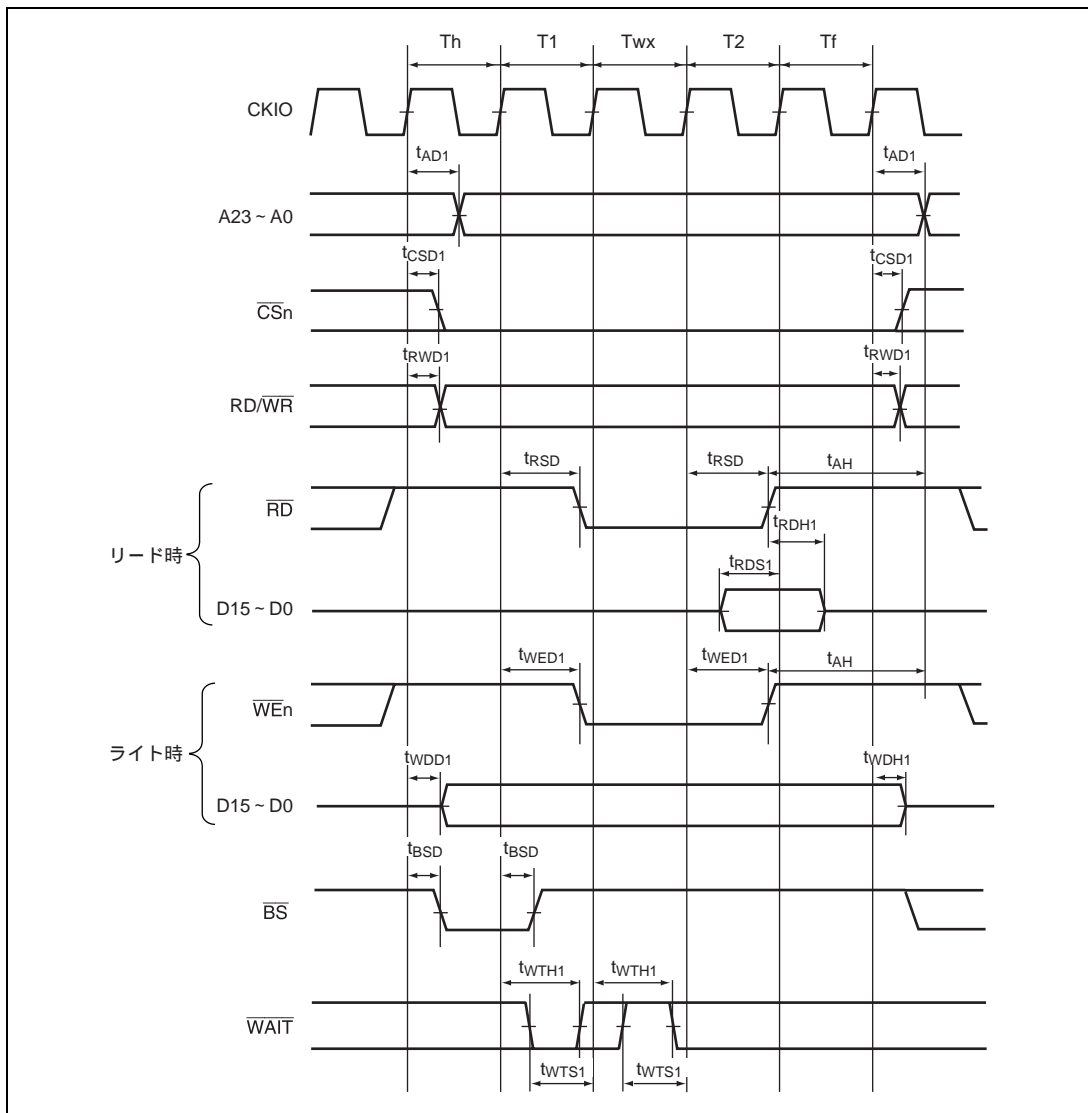 Th T1 Twx T2 Tf
CKIO
tAD1 tAD1
A23 ~ A0
tCSD1 tCSD1
CSn
tRWD1 tRWD1
RD/WR
tRSD tRSD tAH
RD
tRDH1
リード時
tRDS1
D15 ~ D0
tWED1 tWED1 tAH
WEn
ライト時
tWDD1 tWDH1
D15 ~ D0
tBSD tBSD
BS
tWTH1 tWTH1
WAIT
tWTS1 tWTS1